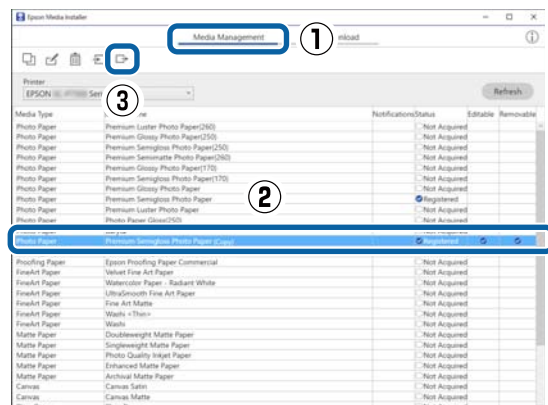 Epson Media Installer
Media Management
nload
1
3
Printer
EPSON Seri
Refresh
Media Type Notifications Status Editable Removable
Photo Paper Premium Luster Photo Paper(260) Not Acquired
Photo Paper Premium Glossy Photo Paper(250) Not Acquired
Photo Paper Premium Semigloss Photo Paper(250) Not Acquired
Photo Paper Premium Semimatte Photo Paper(260) Not Acquired
Photo Paper Premium Glossy Photo Paper(170) Not Acquired
Photo Paper Premium Semigloss Photo Paper(170) Not Acquired
Photo Paper Premium Glossy Photo Paper Not Acquired
Photo Paper Premium Semigloss Photo Paper Registered
Photo Paper Premium Luster Photo Paper Not Acquired
Photo Paper Photo Paper Gloss(250) Not Acquired
2
Photo Paper Premium Semigloss Photo Paper (Copy) Registered
Proofing Paper Epson Proofing Paper Commercial Not Acquired
FineArt Paper Velvet Fine Art Paper Not Acquired
FineArt Paper Watercolor Paper - Radiant White Not Acquired
FineArt Paper UltraSmooth Fine Art Paper Not Acquired
FineArt Paper Fine Art Matte Not Acquired
FineArt Paper Washi <Thin> Not Acquired
FineArt Paper Washi Not Acquired
Matte Paper Doubleweight Matte Paper Not Acquired
Matte Paper Singleweight Matte Paper Not Acquired
Matte Paper Photo Quality Inkjet Paper Not Acquired
Matte Paper Enhanced Matte Paper Not Acquired
Matte Paper Archival Matte Paper Not Acquired
Canvas Canvas Satin Not Acquired
Canvas Canvas Matte Not Acquired